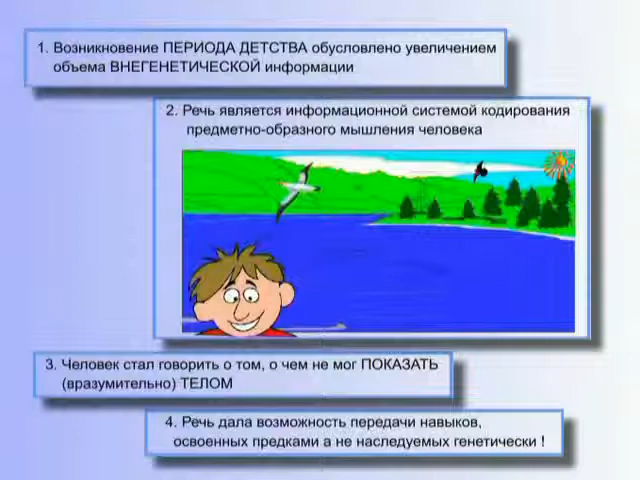 1. Возникновение ПЕРИОДА ДЕТСТВА обусловлено увеличением
объема ВНЕГЕНЕТИЧЕСКОЙ информации
2. Речь является информационной системой кодирования
предметно-образного мышления человека
3. Человек стал говорить о том, о чем не мог ПОКАЗАТЬ
(вразумительно) ТЕЛОМ
4. Речь дала возможность передачи навыков,
освоенных предками а не наследуемых генетически !